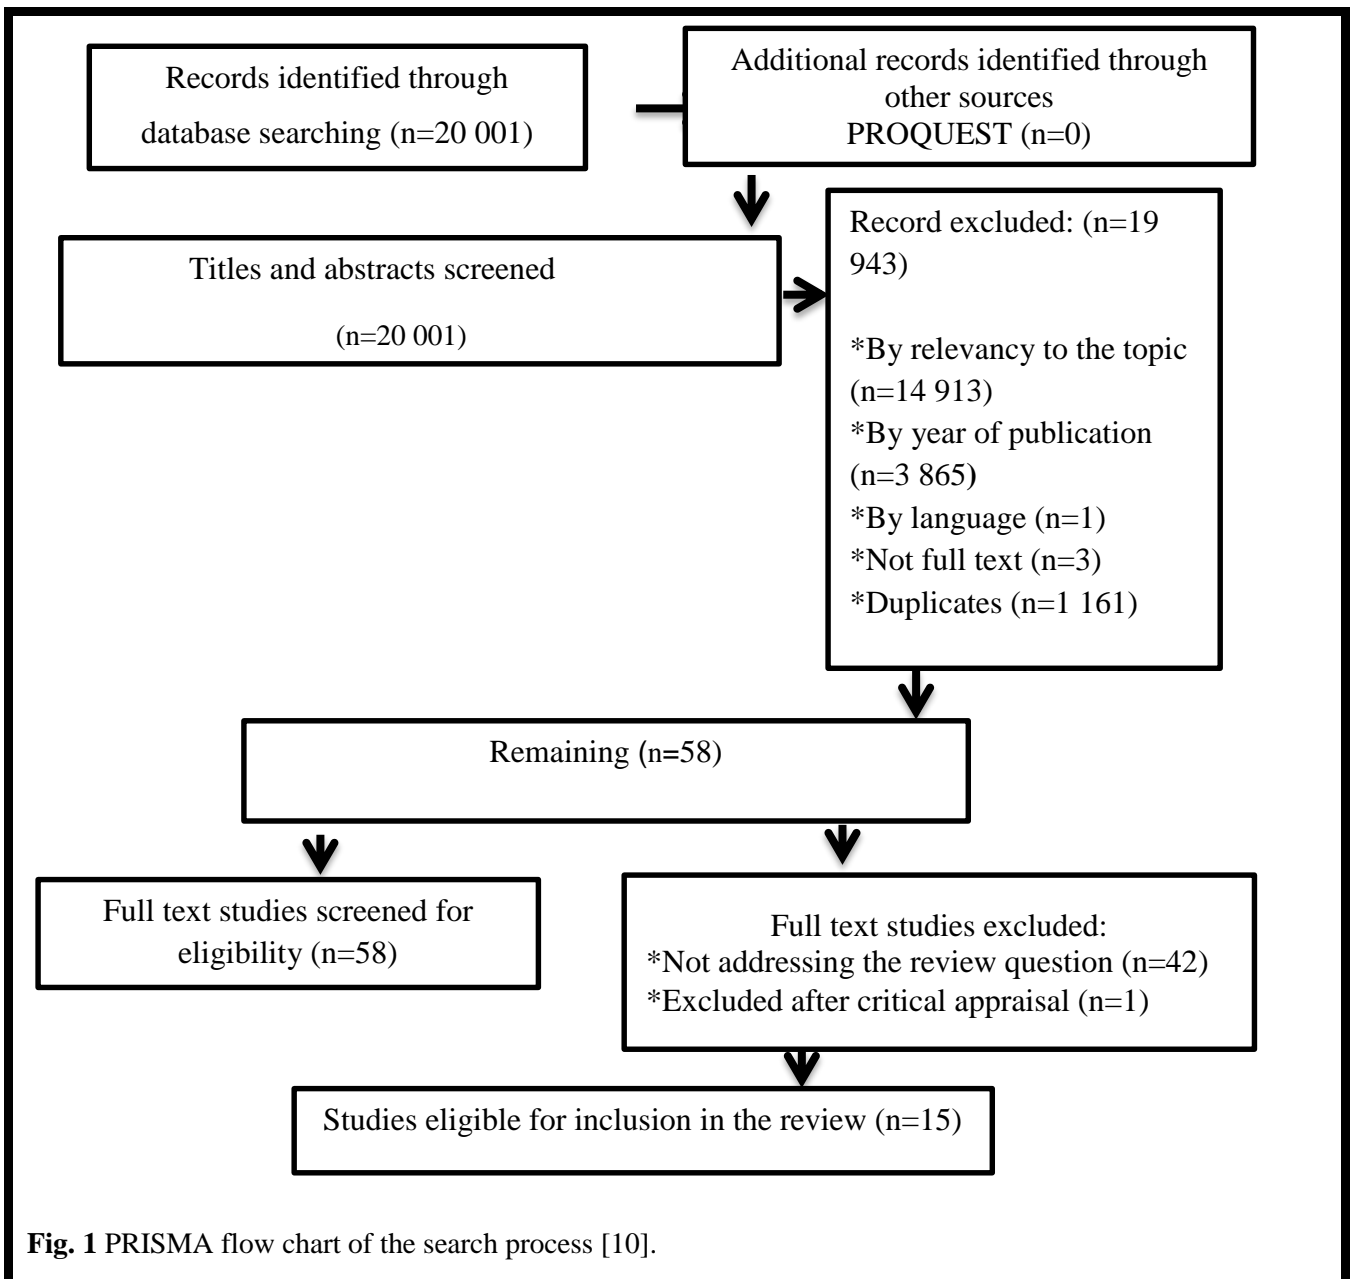 Records identified through
database searching (n=20 001)
Additional records identified through
other sources
PROQUEST (n=0)
Titles and abstracts screened
(n=20 001)
Record excluded: (n=19
943)
*By relevancy to the topic
(n=14 913)
*By year of publication
(n=3 865)
*By language (n=1)
*Not full text (n=3)
*Duplicates (n=1 161)
Remaining (n=58)
Full text studies screened for
eligibility (n=58)
Full text studies excluded:
*Not addressing the review question (n=42)
*Excluded after critical appraisal (n=1)
Studies eligible for inclusion in the review (n=15)
Fig. 1 PRISMA flow chart of the search process [10].